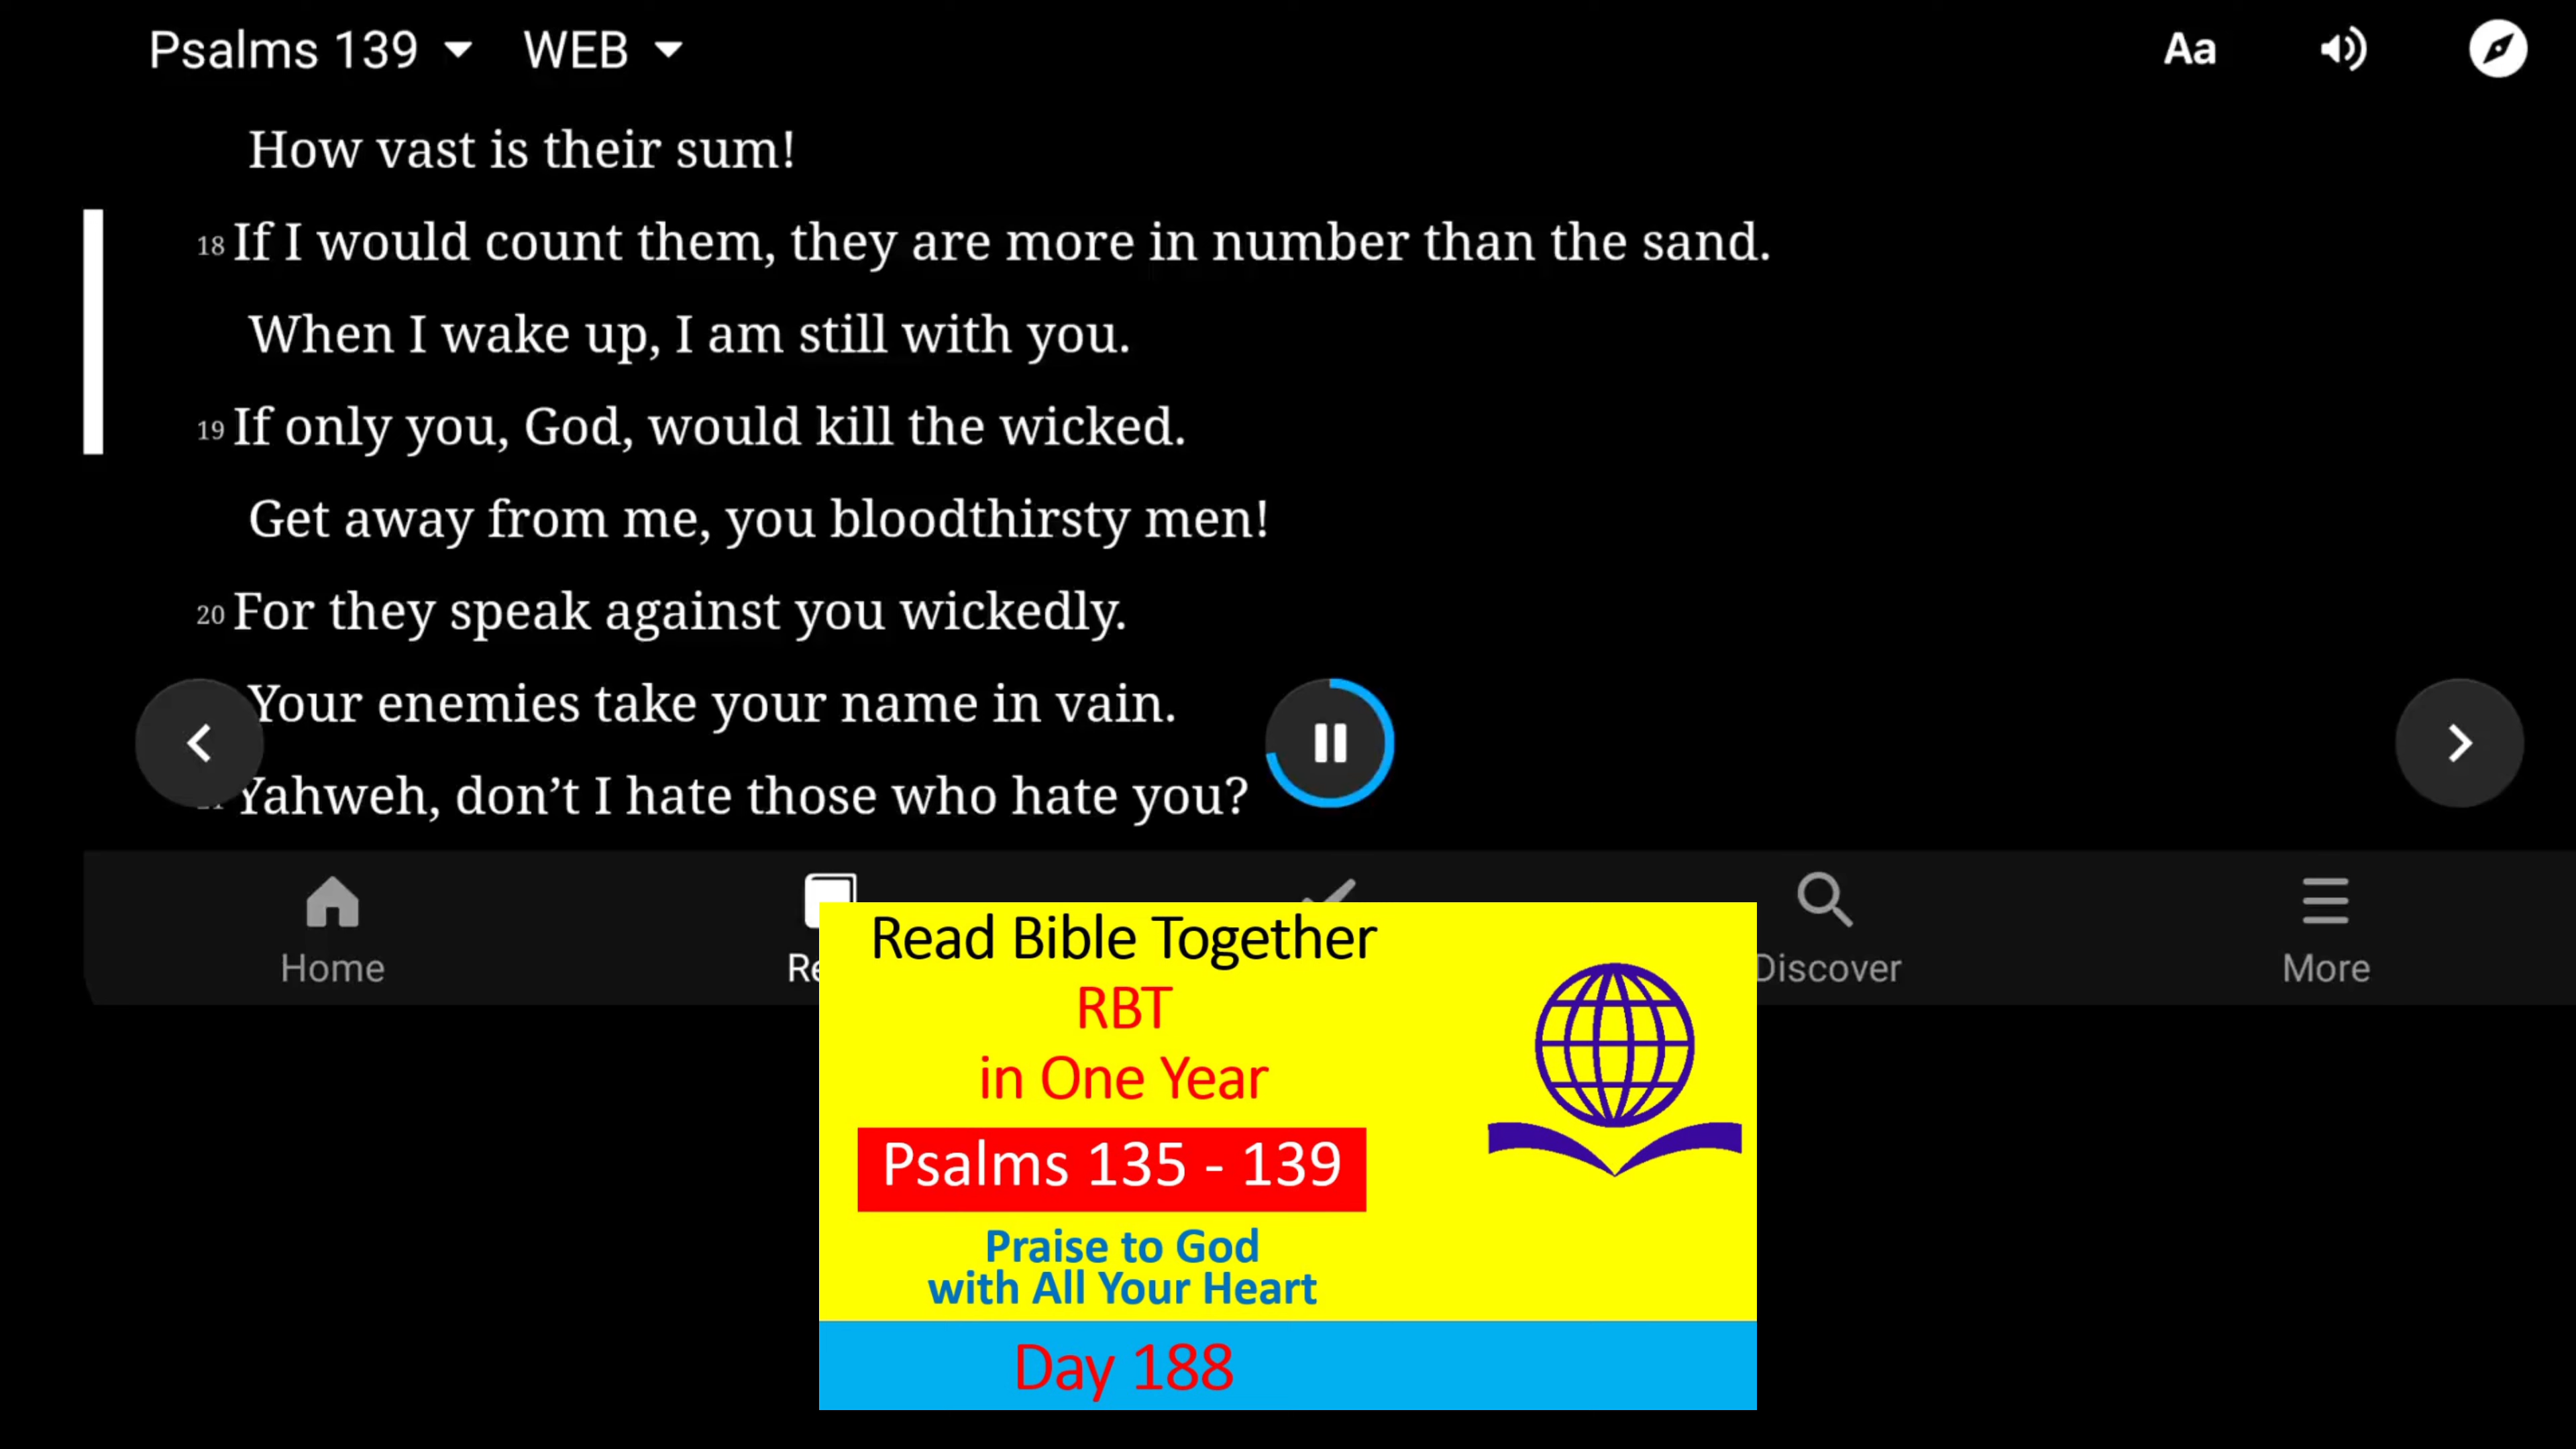 Psalms 139 WEB Aa
How vast is their sum!
18 If I would count them, they are more in number than the sand.
When I wake up, I am still with you.
19 If only you, God, would kill the wicked.
Get away from me, you bloodthirsty men!
20 For they speak against you wickedly.
Your enemies take your name in vain.
Yahweh, don’t I hate those who hate you?
Home Discover More
Read Bible Together
RBT
in One Year
Psalms 135 - 139
Praise to God
with All Your Heart
Day 188